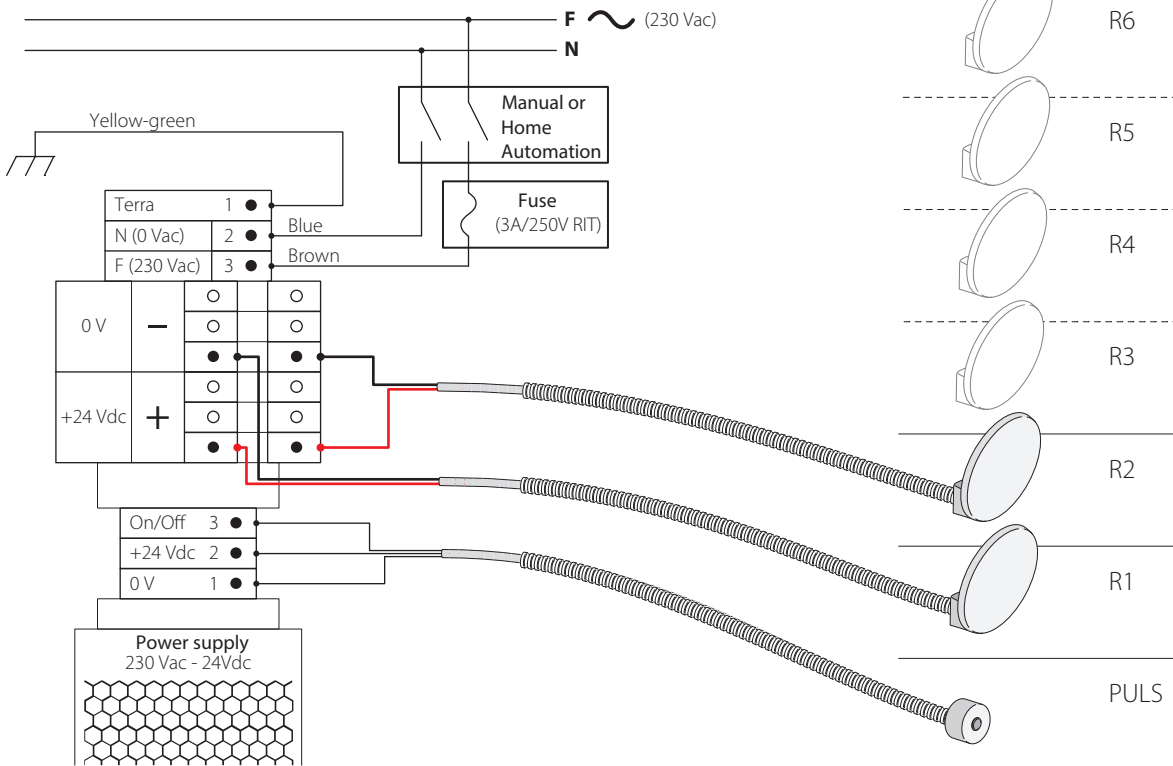 F (230 Vac)
N
Manual or
Home
Automation
Yellow-green
Fuse
(3A/250V RIT)
Terra 1
N (0 Vac) 2
Blue
F (230 Vac) 3
Brown
0 V −
+24 Vdc +
On/Off 3
+24 Vdc 2
0 V 1
Power supply
230 Vac - 24Vdc
R6
R5
R4
R3
R2
R1
PULS